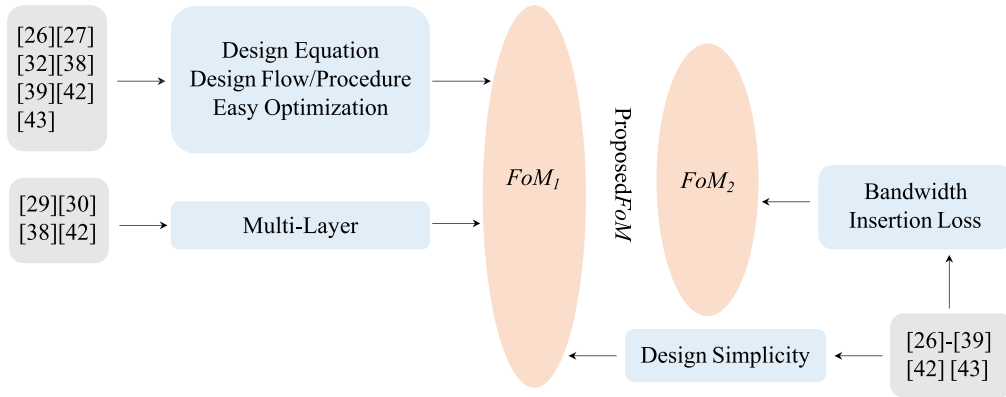 [26][27]
[32][38]
[39][42]
[43]
Design Equation
Design Flow/Procedure
Easy Optimization
[29][30]
[38][42]
Multi-Layer
FoM1
ProposedFoM
FoM2
Bandwidth
Insertion Loss
Design Simplicity
[26]-[39]
[42] [43]